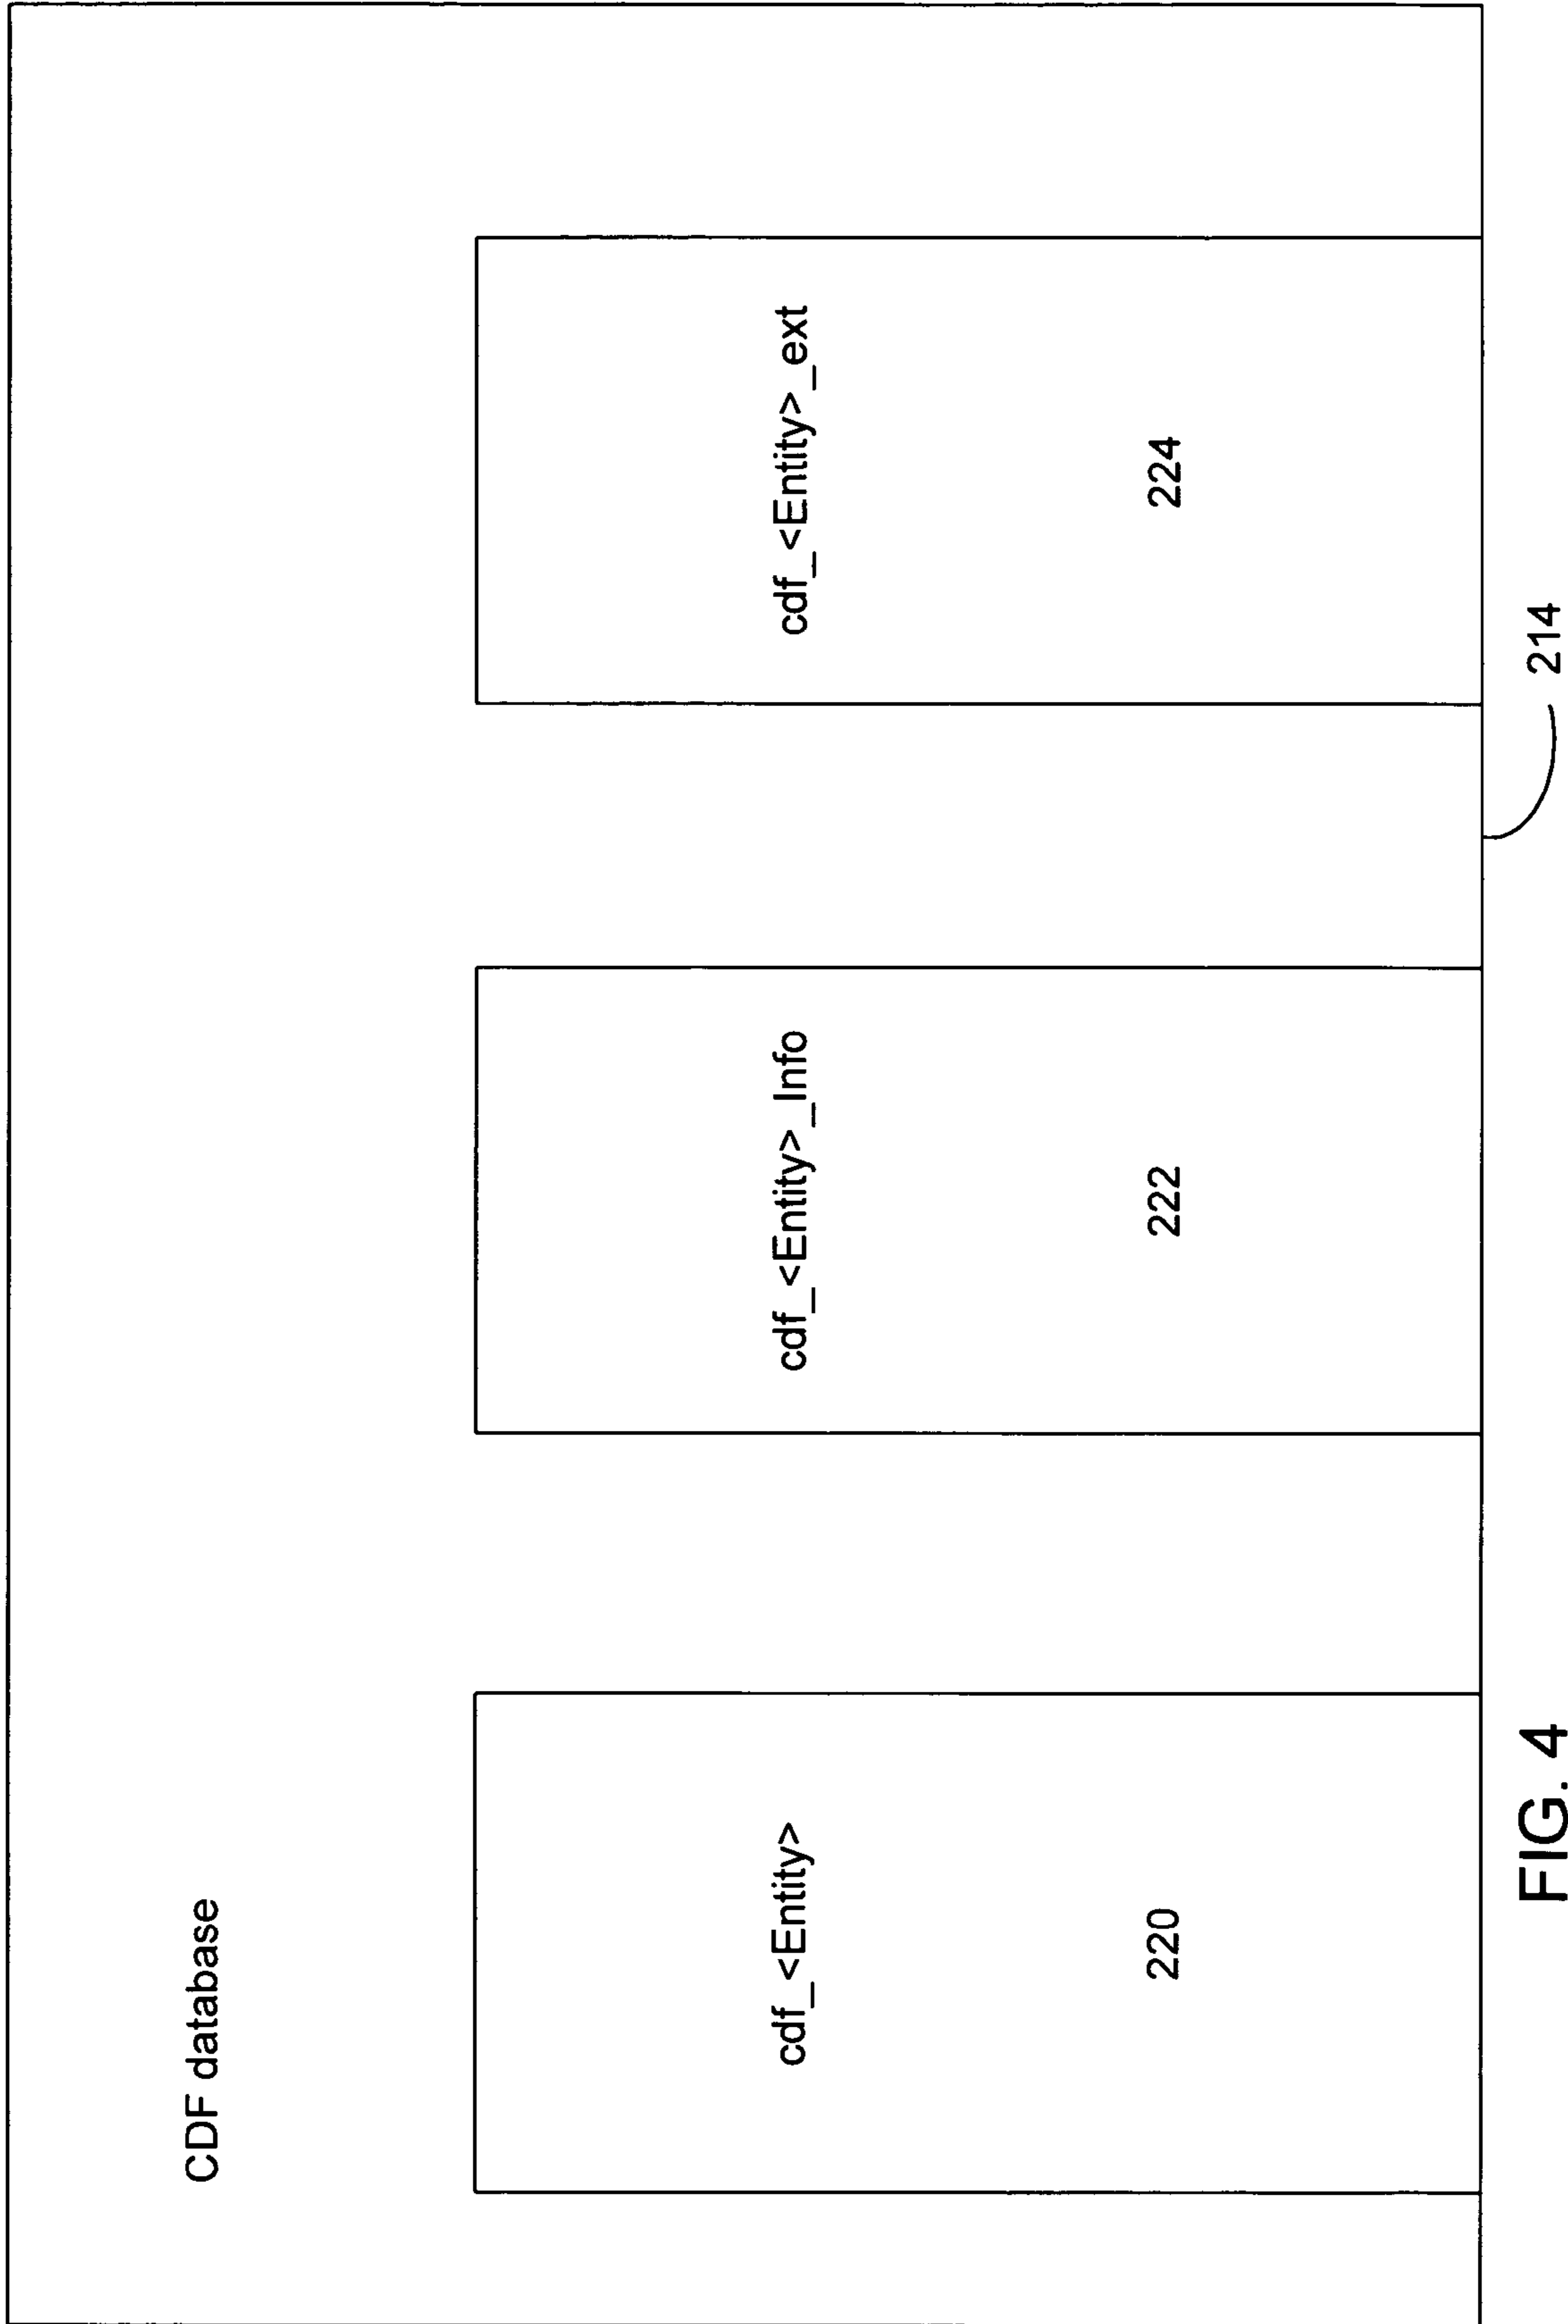 CDF database
cdf_<Entity>
220
cdf_<Entity>_Info
222
cdf_<Entity>_ext
224
214
FIG. 4